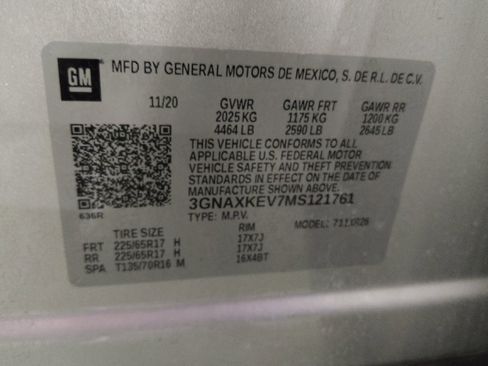 GM MFD BY GENERAL MOTORS DE MEXICO, S. DE R.L. DE C.V.
11/20 GVWR GAWR FRT GAWR RR
2025 KG 1175 KG 1200 KG
4464 LB 2590 LB 2645 LB
THIS VEHICLE CONFORMS TO ALL
APPLICABLE U.S. FEDERAL MOTOR
VEHICLE SAFETY AND THEFT PREVENTION
STANDARDS IN EFFECT ON THE DATE OF
MANUFACTURE SHOWN ABOVE.
3GNAXKEV7MS121761
636R TYPE: M.P.V. MODEL:
TIRE SIZE RIM
FRT 225/65R17 H 17X7J
RR 225/65R17 H 17X7J
SPA T135/70R16 M 16X4BT